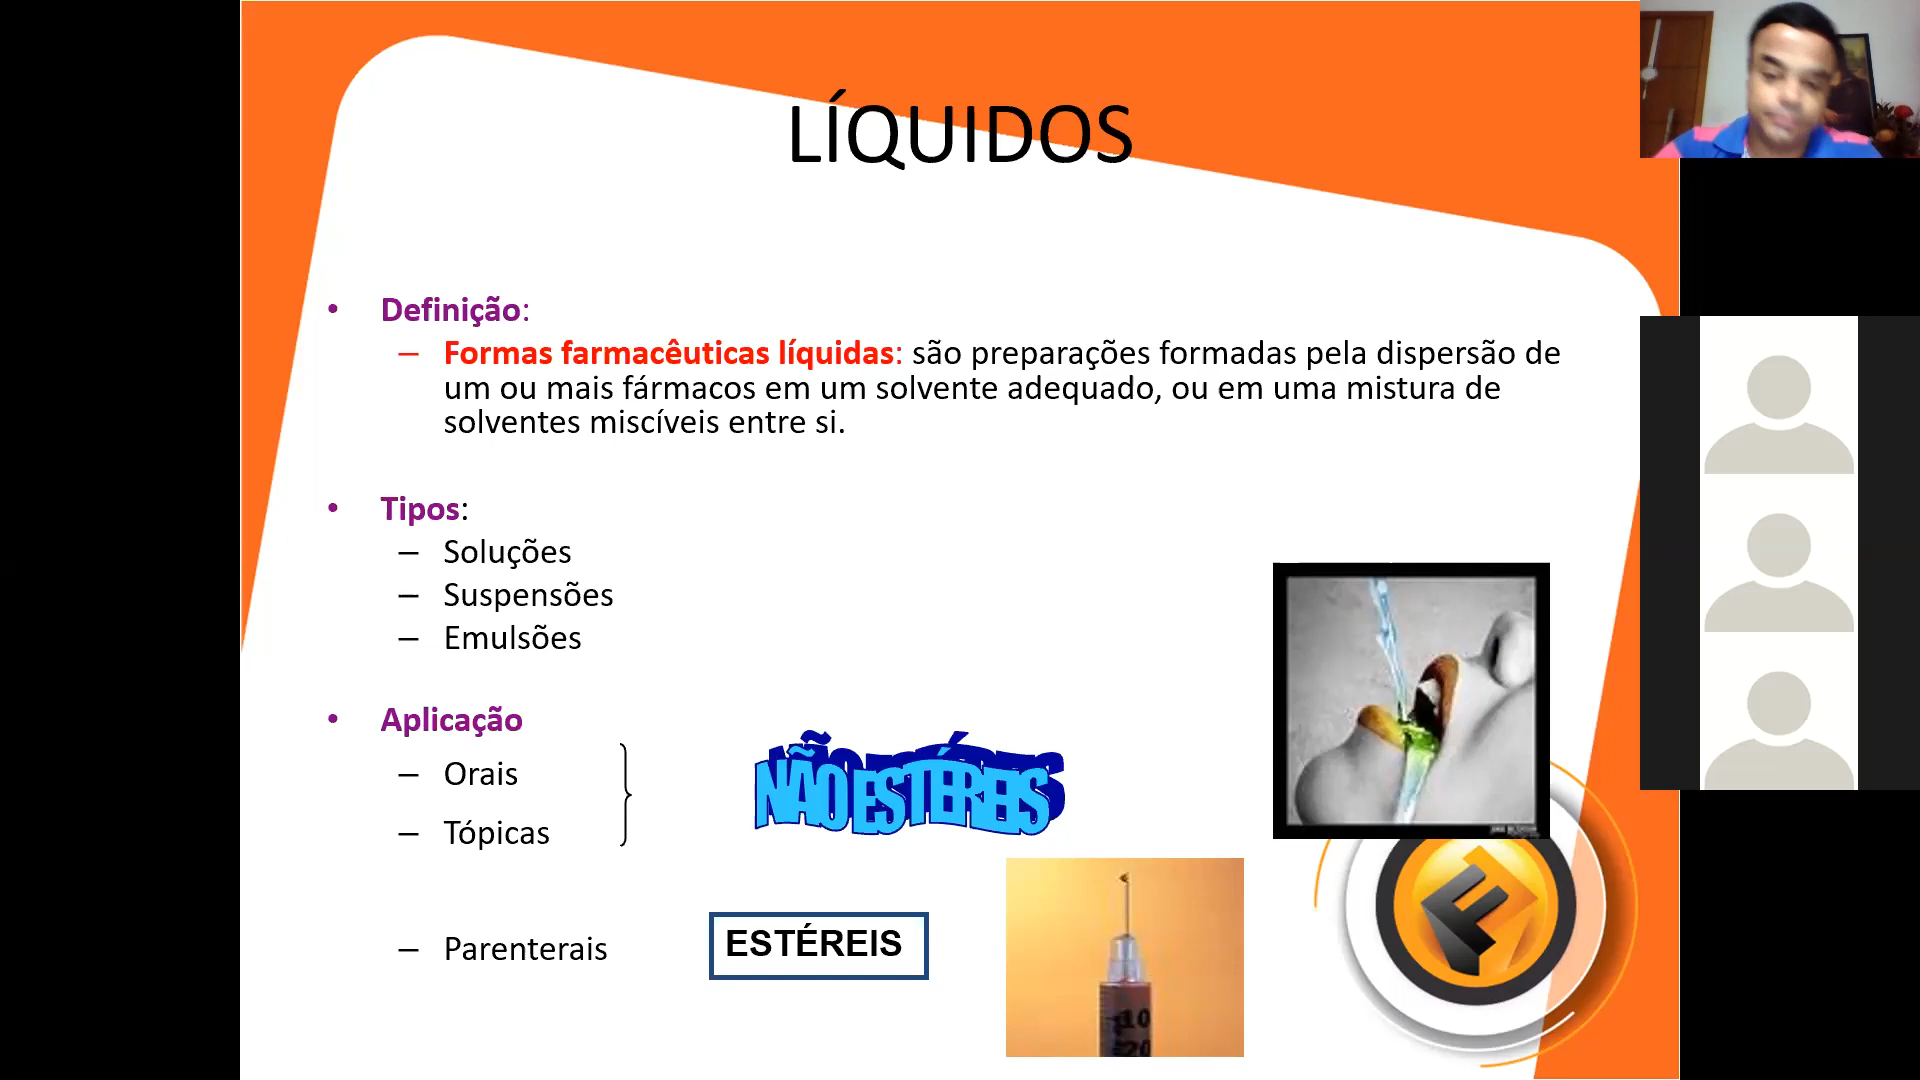 LÍQUIDOS
• Definição:
– Formas farmacêuticas líquidas: são preparações formadas pela dispersão de
um ou mais fármacos em um solvente adequado, ou em uma mistura de
solventes miscíveis entre si.
• Tipos:
– Soluções
– Suspensões
– Emulsões
• Aplicação
– Orais
– Tópicas
NÃO ESTÉREIS
– Parenterais
ESTÉREIS
10
20